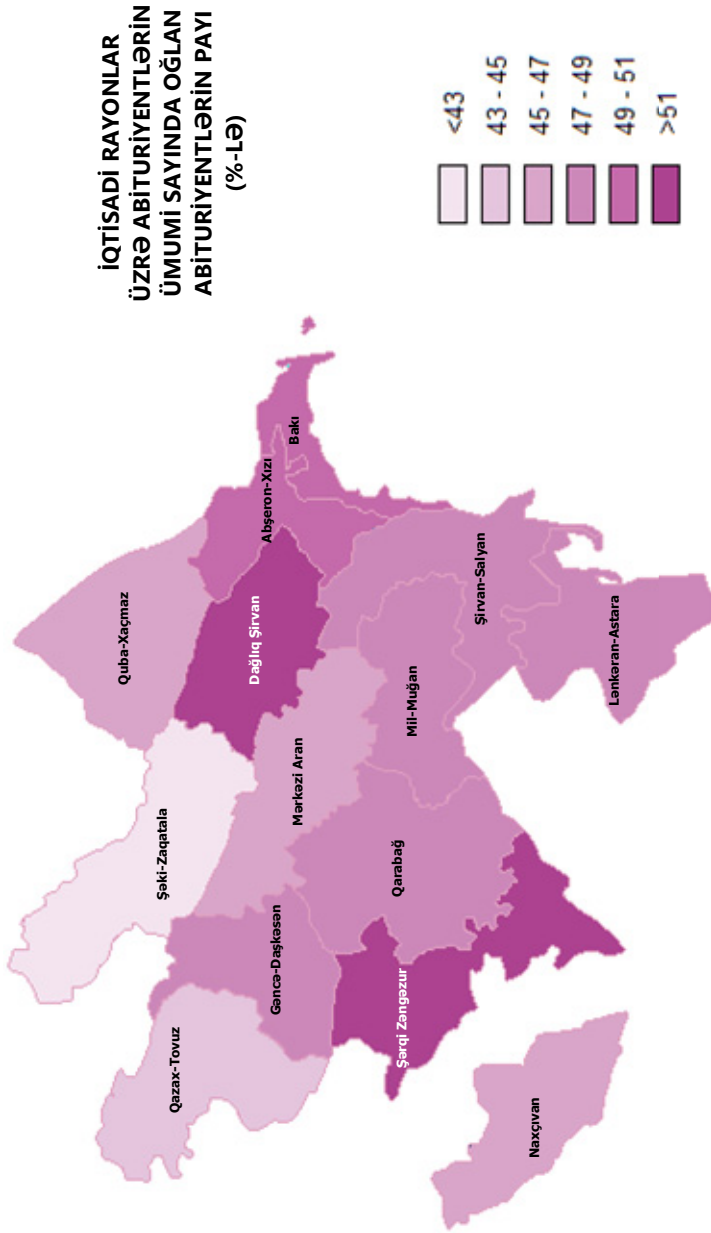 İQTİSADİ RAYONLAR
ÜZRƏ ABİTURİYENTLƏRİN
ÜMUMİ SAYINDA OĞLAN
ABİTURİYENTLƏRİN PAYI
(%-LƏ)
Quba-Xaçmaz
Şəki-Zaqatala
Qazax-Tovuz
Abşeron-Xızı
Bakı
Dağlıq Şirvan
Mərkəzi Aran
Gəncə-Daşkəsən
Mil-Muğan
Şirvan-Salyan
Qarabağ
Şərqi Zəngəzur
Lənkəran-Astara
Naxçıvan
<43
43 - 45
45 - 47
47 - 49
49 - 51
>51